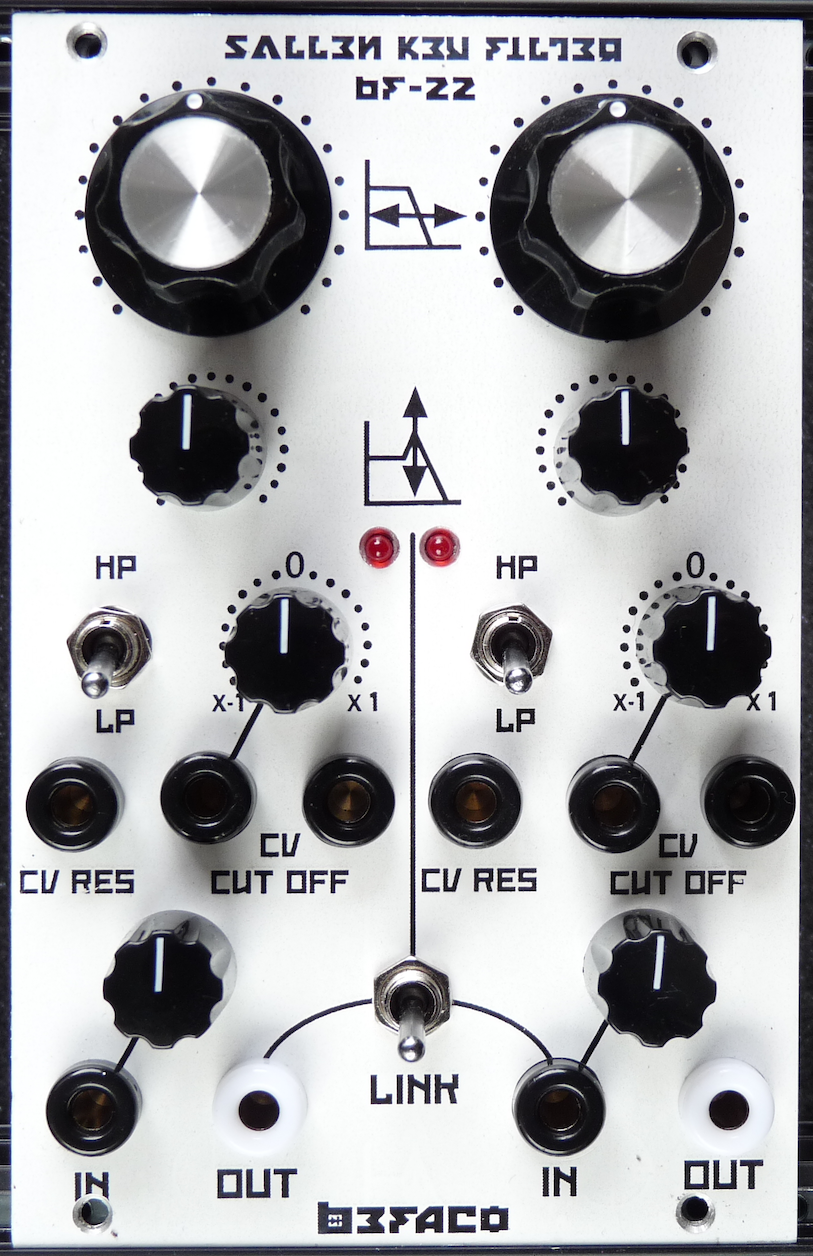 SALLEN KEY FILTER
BF-22
HP
0
HP
0
X-1
X 1
X-1
X 1
LP
LP
CV
CV
CV RES
CUT OFF
CV RES
CUT OFF
LINK
IN
OUT
IN
OUT
BEFACO